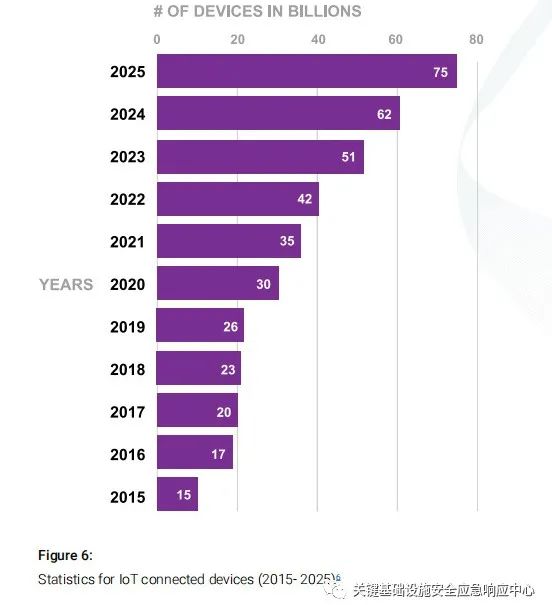 # OF DEVICES IN BILLIONS
0 20 40 60 80
2025 75
2024 62
2023 51
2022 42
2021 35
YEARS 2020 30
2019 26
2018 23
2017 20
2016 17
2015 15
Figure 6:
Statistics for IoT connected devices (2015- 2025)⁶
关键基础设施安全应急响应中心